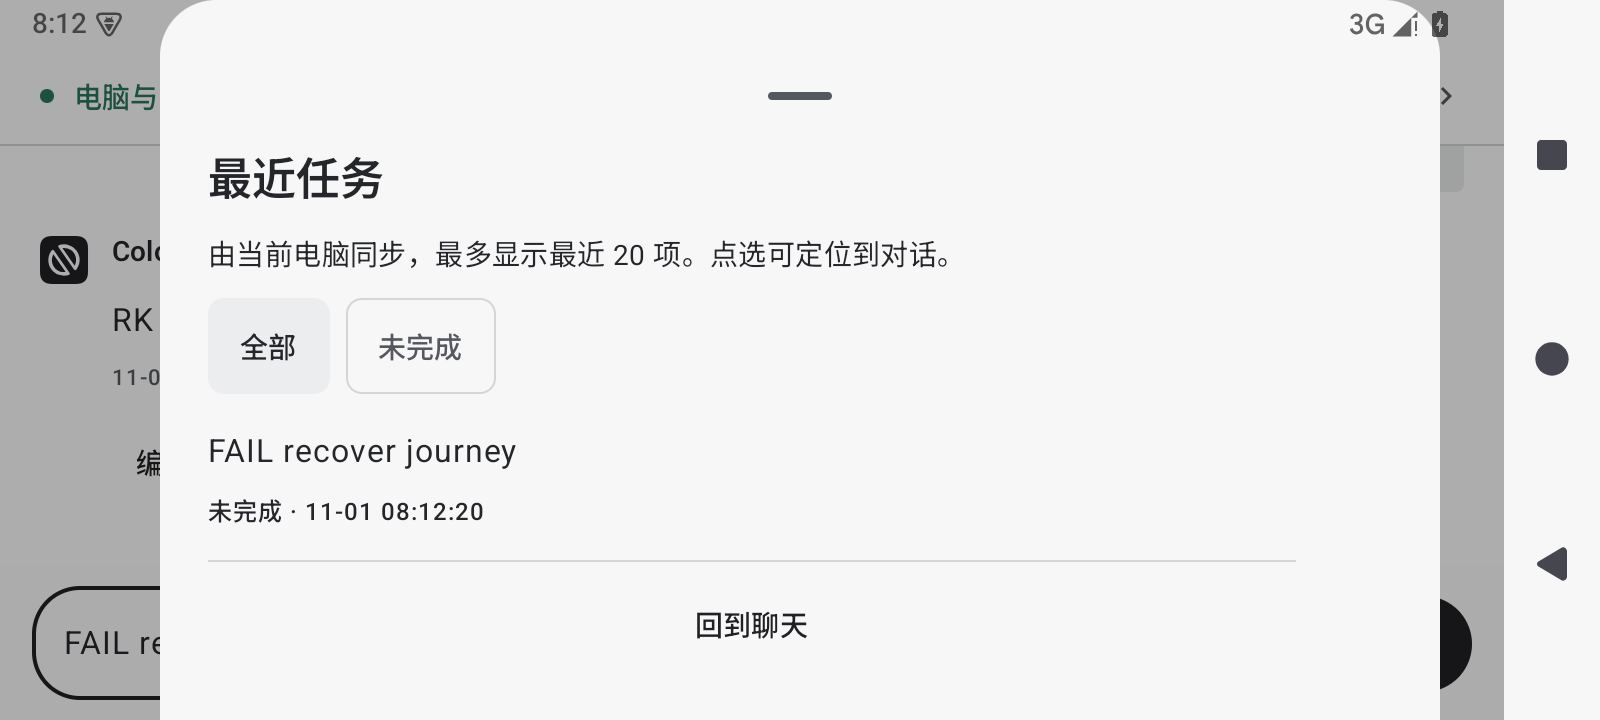 8:12
3G
电脑与
最近任务
由当前电脑同步，最多显示最近 20 项。点选可定位到对话。
全部
未完成
Colo
RK
11-0
编
FAIL recover journey
未完成 · 11-01 08:12:20
回到聊天
FAIL re